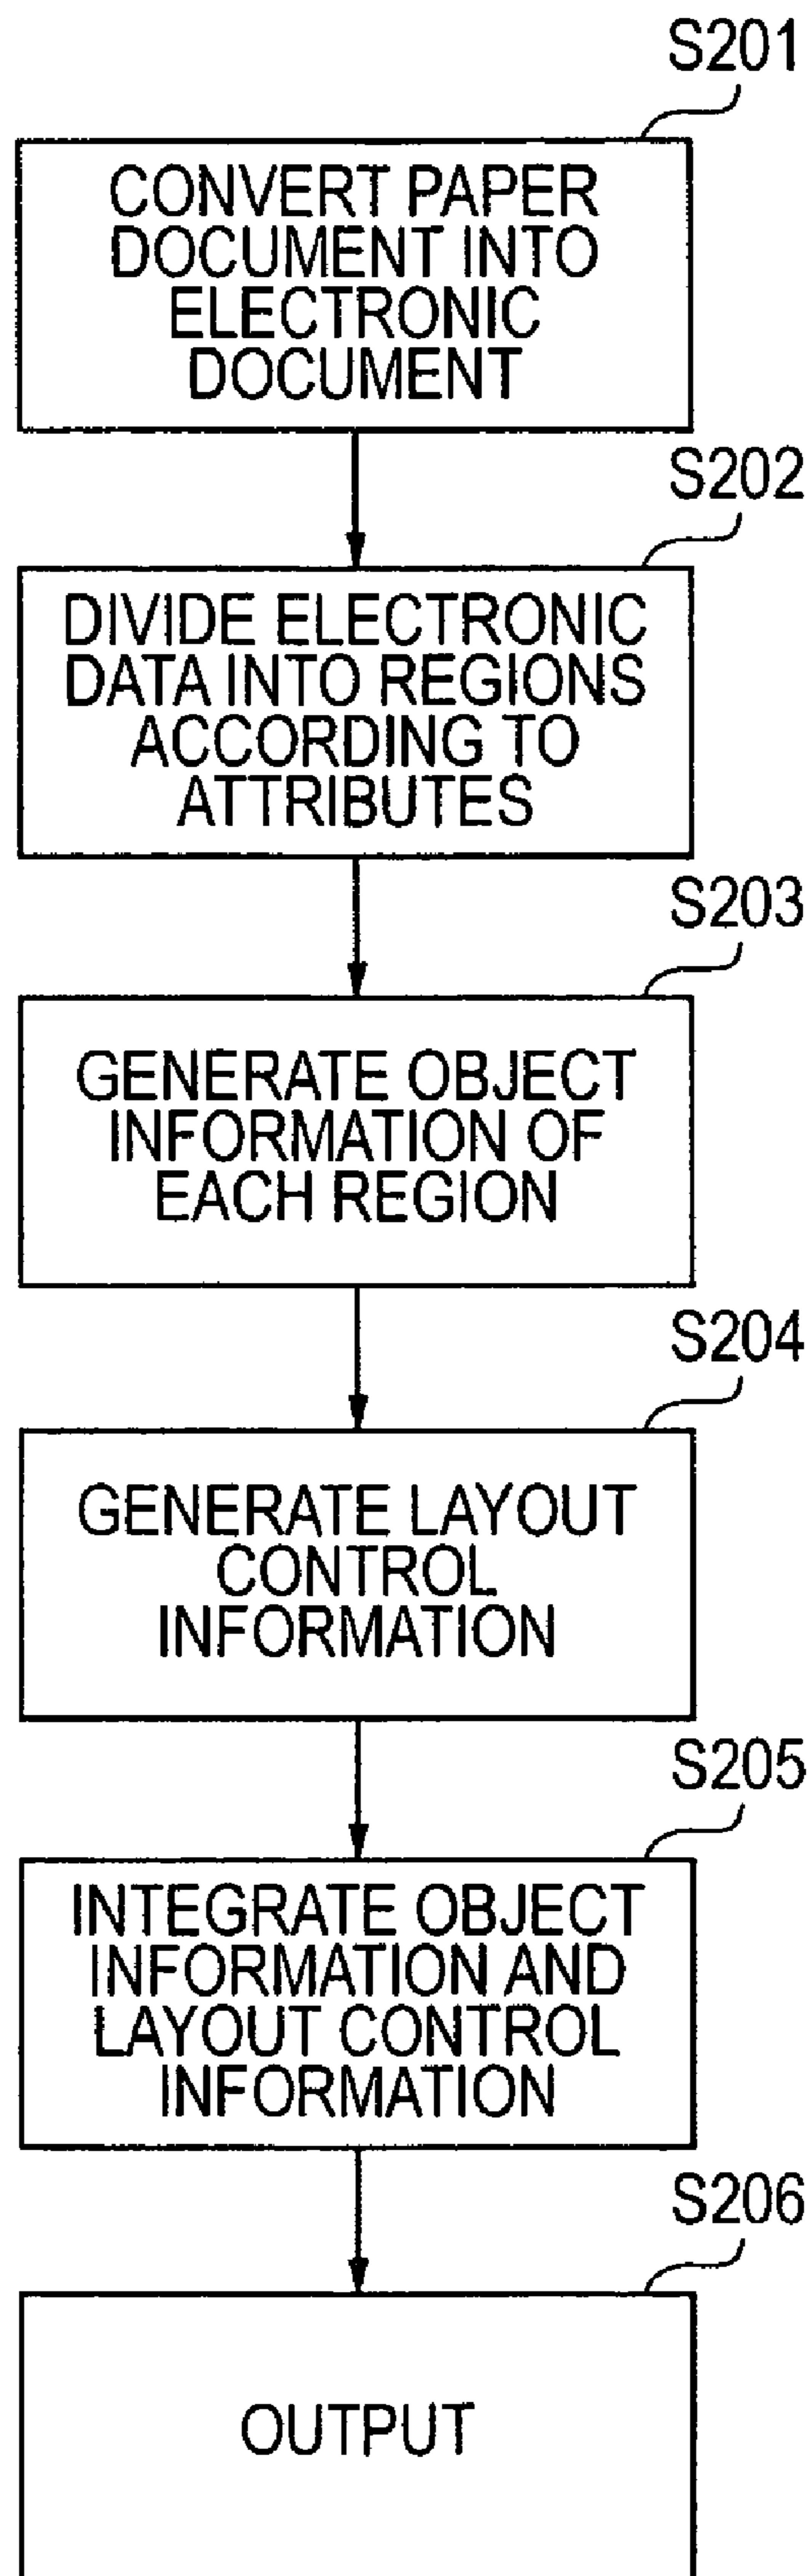 S201
CONVERT PAPER
DOCUMENT INTO
ELECTRONIC
DOCUMENT
S202
DIVIDE ELECTRONIC
DATA INTO REGIONS
ACCORDING TO
ATTRIBUTES
S203
GENERATE OBJECT
INFORMATION OF
EACH REGION
S204
GENERATE LAYOUT
CONTROL
INFORMATION
S205
INTEGRATE OBJECT
INFORMATION AND
LAYOUT CONTROL
INFORMATION
S206
OUTPUT